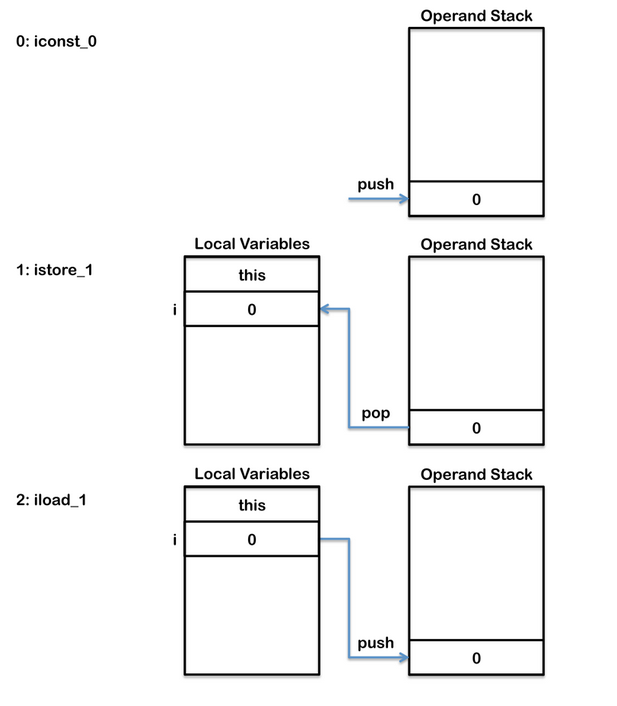 Operand Stack
0: iconst_0
push
0
Local Variables
Operand Stack
1: istore_1
this
i
0
pop
0
Local Variables
Operand Stack
2: iload_1
this
i
0
push
0